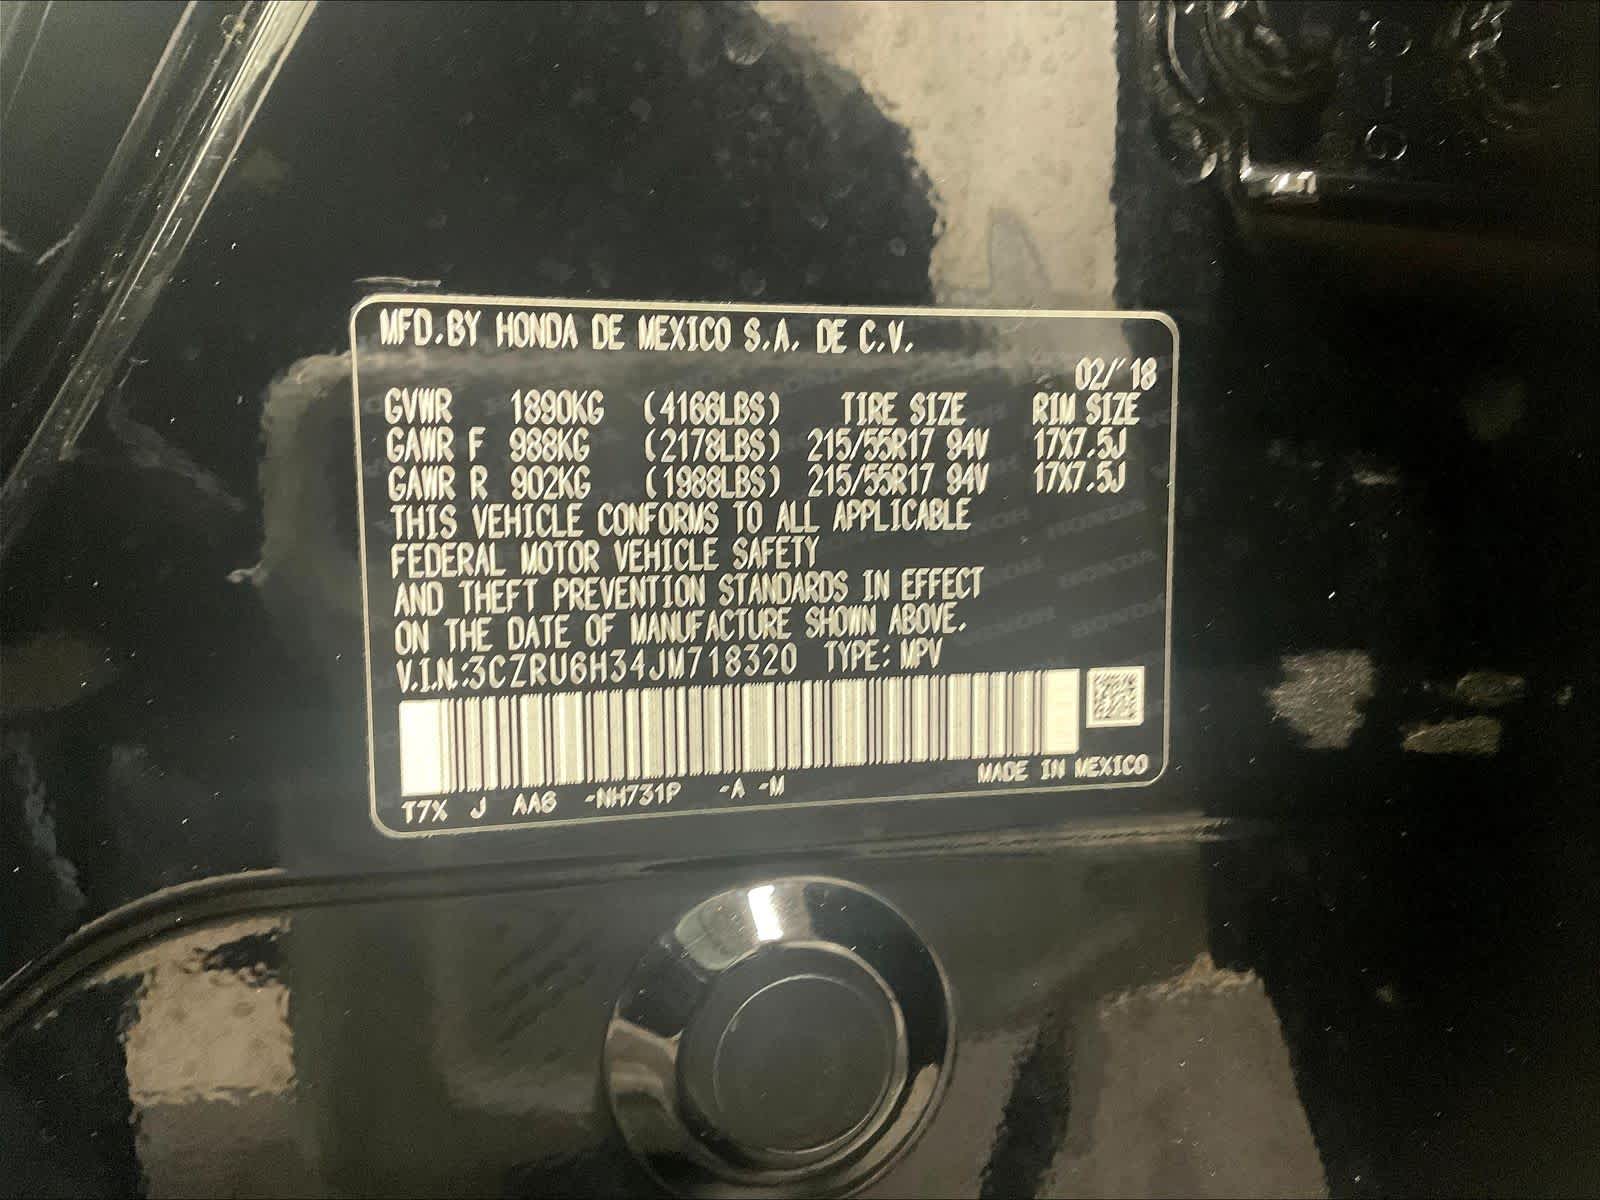 MFD.BY HONDA DE MEXICO S.A. DE C.V.
02/'18
GVWR 1890KG (4166LBS) TIRE SIZE RIM SIZE
GAWR F 988KG (2178LBS) 215/55R17 94V 17X7.5J
GAWR R 902KG (1988LBS) 215/55R17 94V 17X7.5J
THIS VEHICLE CONFORMS TO ALL APPLICABLE
FEDERAL MOTOR VEHICLE SAFETY
AND THEFT PREVENTION STANDARDS IN EFFECT
ON THE DATE OF MANUFACTURE SHOWN ABOVE.
V.I.N.:3CZRU6H34JM718320 TYPE: MPV
MADE IN MEXICO
T7X J AA6 -NH731P -A -M